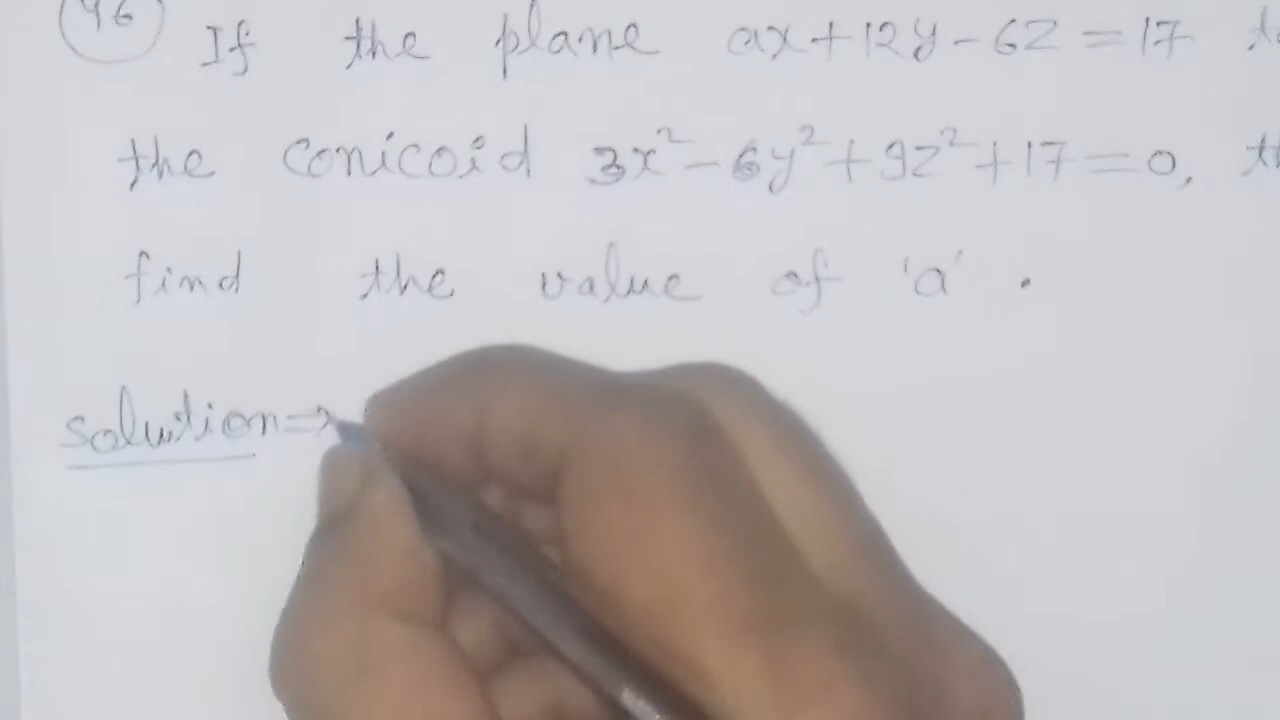 46 If the plane ax+12y-6z=17
the conicoid 3x²-6y²+9z²+17=0,
find the value of 'a'.
Solution⇒